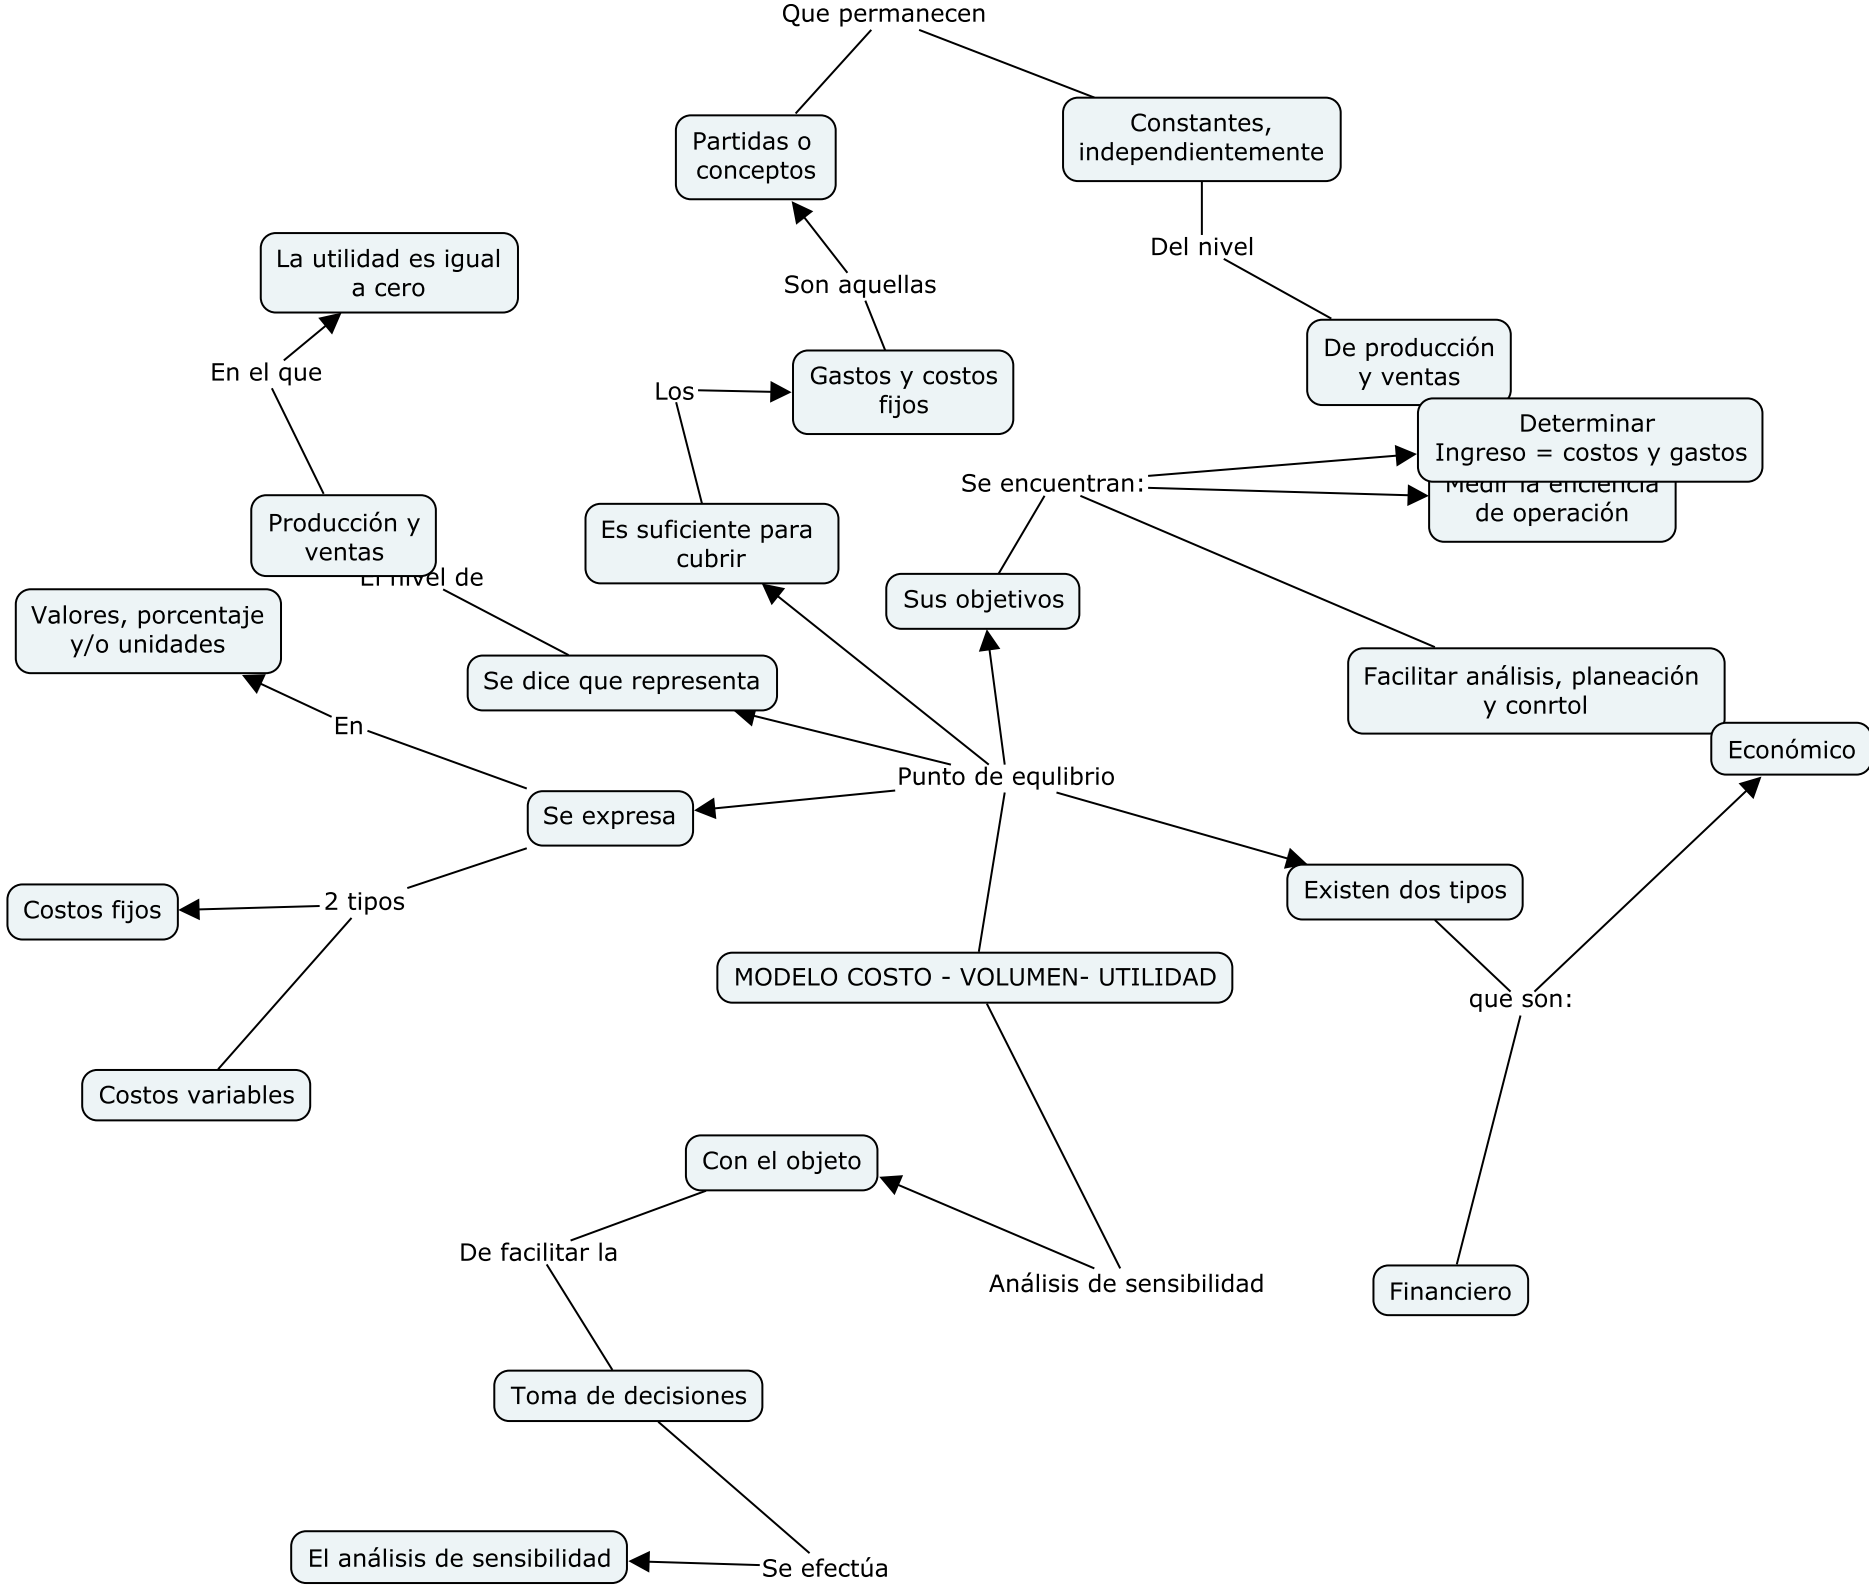 Que permanecen
Constantes,
independientemente
Partidas o
conceptos
Del nivel
La utilidad es igual
a cero
Son aquellas
De producción
y ventas
En el que
Los
Gastos y costos
fijos
Determinar
Ingreso = costos y gastos
Se encuentran:
Medir la eficiencia
de operación
Producción y
ventas
Es suficiente para
cubrir
El nivel de
Sus objetivos
Valores, porcentaje
y/o unidades
Se dice que representa
Facilitar análisis, planeación
y conrtol
En
Económico
Punto de equlibrio
Se expresa
Existen dos tipos
Costos fijos
2 tipos
MODELO COSTO - VOLUMEN- UTILIDAD
que son:
Costos variables
Con el objeto
De facilitar la
Análisis de sensibilidad
Financiero
Toma de decisiones
El análisis de sensibilidad
Se efectúa